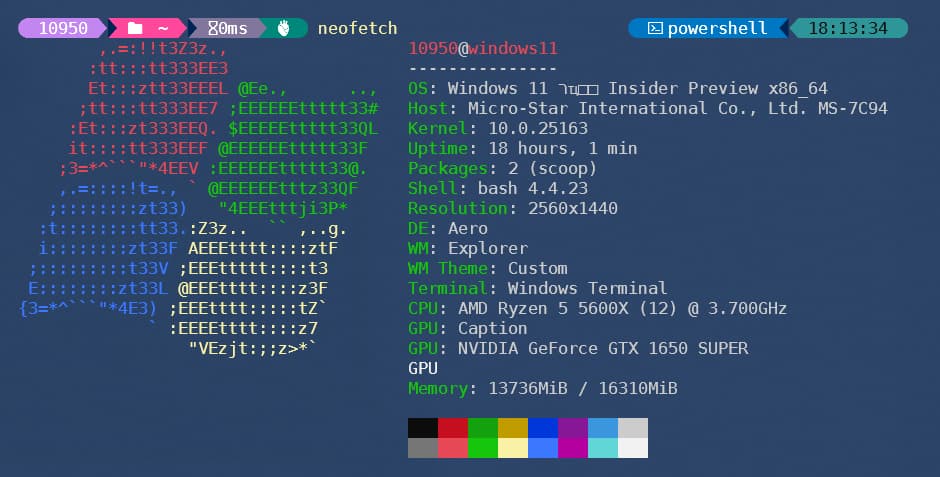 10950 ~ 0ms neofetch powershell 18:13:34
,.=:!!t3Z3z.,
:tt:::tt333EE3
Et:::ztt33EEEL @Ee., ..,
;tt:::tt333EE7 ;EEEEEEttttt33#
:Et:::zt333EEQ. $EEEEEttttt33QL
it::::tt333EEF @EEEEEEttttt33F
;3=*^```"*4EEV :EEEEEEttttt33@.
,.=::::!t=., ` @EEEEEEtttz33QF
;::::::::zt33) "4EEEtttji3P*
:t::::::::tt33.:Z3z.. `` ,..g.
i::::::::zt33F AEEEtttt::::ztF
;:::::::::t33V ;EEEttttt::::t3
E::::::::zt33L @EEEtttt::::z3F
{3=*^```"*4E3) ;EEEtttt:::::tZ`
` :EEEEtttt::::z7
"VEzjt:;;z>*`
10950@windows11
---------------
OS: Windows 11 Insider Preview x86_64
Host: Micro-Star International Co., Ltd. MS-7C94
Kernel: 10.0.25163
Uptime: 18 hours, 1 min
Packages: 2 (scoop)
Shell: bash 4.4.23
Resolution: 2560x1440
DE: Aero
WM: Explorer
WM Theme: Custom
Terminal: Windows Terminal
CPU: AMD Ryzen 5 5600X (12) @ 3.700GHz
GPU: Caption
GPU: NVIDIA GeForce GTX 1650 SUPER
GPU
Memory: 13736MiB / 16310MiB